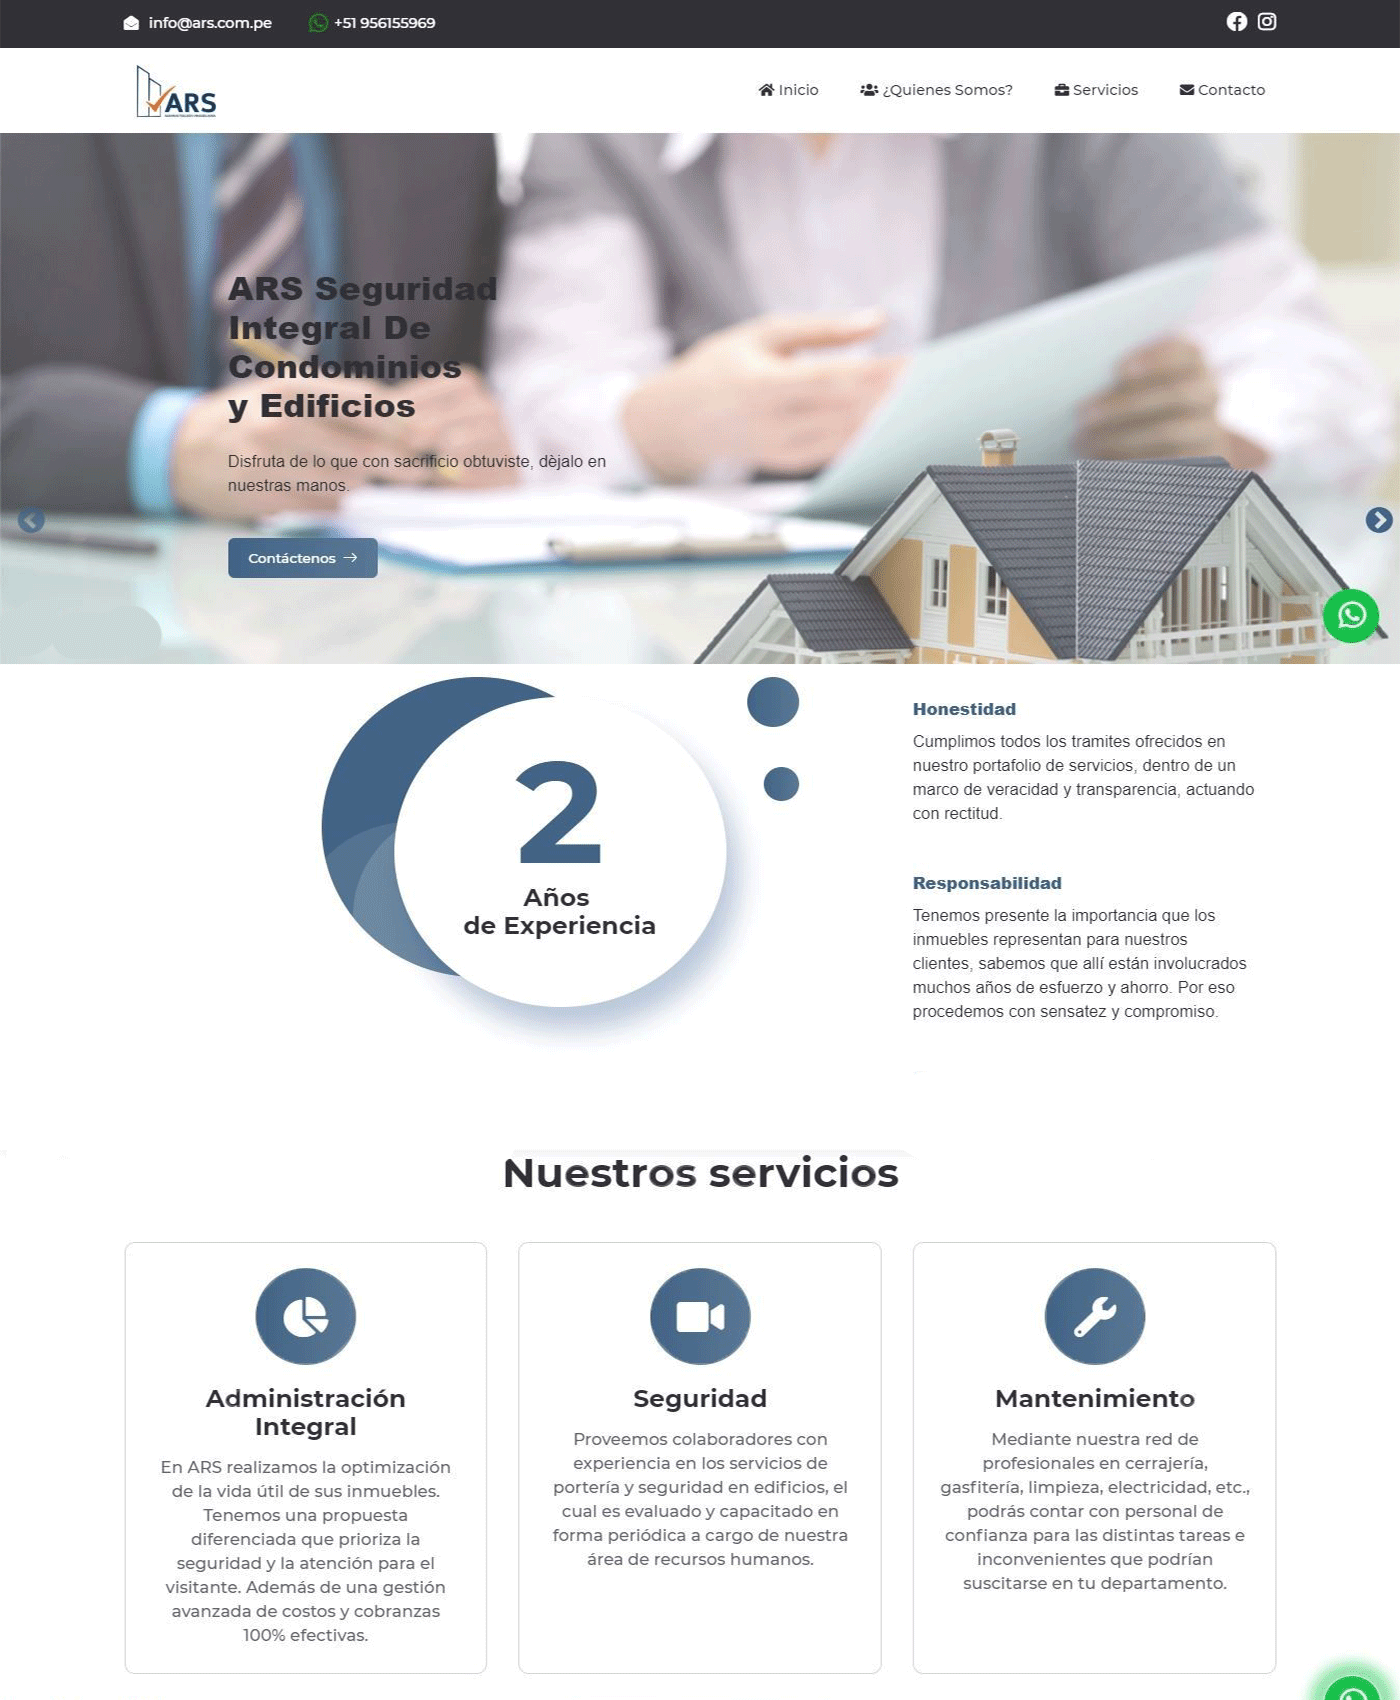 info@ars.com.pe
+51 956155969
ARS
Inicio
¿Quienes Somos?
Servicios
Contacto
ARS Seguridad
Integral De
Condominios
y Edificios
Disfruta de lo que con sacrificio obtuviste, dèjalo en
nuestras manos.
Contáctenos
2
Años
de Experiencia
Honestidad
Cumplimos todos los tramites ofrecidos en
nuestro portafolio de servicios, dentro de un
marco de veracidad y transparencia, actuando
con rectitud.
Responsabilidad
Tenemos presente la importancia que los
inmuebles representan para nuestros
clientes, sabemos que allí están involucrados
muchos años de esfuerzo y ahorro. Por eso
procedemos con sensatez y compromiso.
Nuestros servicios
Administración
Integral
En ARS realizamos la optimización
de la vida útil de sus inmuebles.
Tenemos una propuesta
diferenciada que prioriza la
seguridad y la atención para el
visitante. Además de una gestión
avanzada de costos y cobranzas
100% efectivas.
Seguridad
Proveemos colaboradores con
experiencia en los servicios de
portería y seguridad en edificios, el
cual es evaluado y capacitado en
forma periódica a cargo de nuestra
área de recursos humanos.
Mantenimiento
Mediante nuestra red de
profesionales en cerrajería,
gasfitería, limpieza, electricidad, etc.,
podrás contar con personal de
confianza para las distintas tareas e
inconvenientes que podrían
suscitarse en tu departamento.